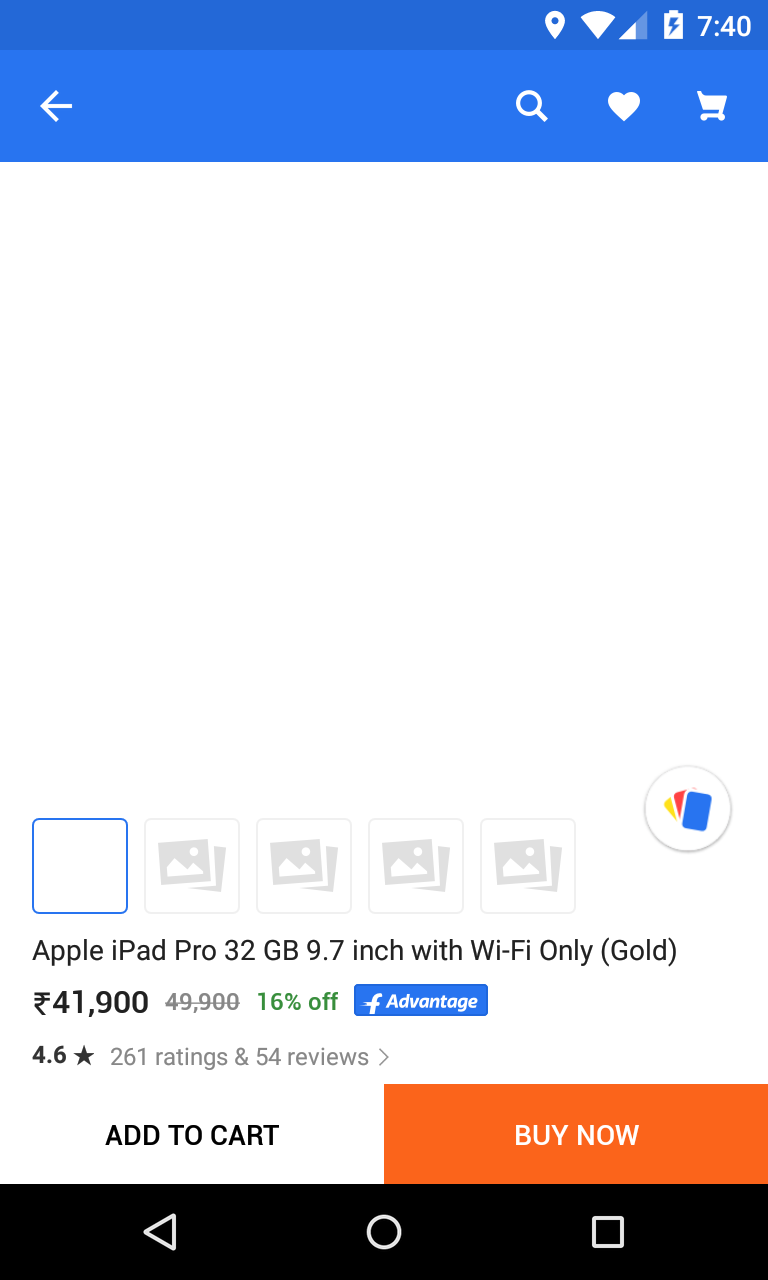 7:40
Apple iPad Pro 32 GB 9.7 inch with Wi-Fi Only (Gold)
₹41,900 49,900 16% off f Advantage
4.6 ★ 261 ratings & 54 reviews >
ADD TO CART BUY NOW